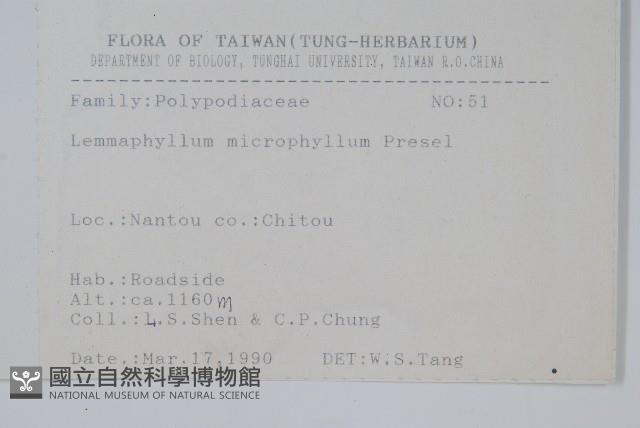 FLORA OF TAIWAN(TUNG-HERBARIUM)
DEPARTMENT OF BIOLOGY, TUNGHAI UNIVERSITY, TAIWAN R.O.CHINA
Family:Polypodiaceae NO:51
Lemmaphyllum microphyllum Presel
Loc.:Nantou co.:Chitou
Hab.:Roadside
Alt.:ca.1160m
Coll.:L.S.Shen & C.P.Chung
Date.:Mar.17,1990 DET:W.S.Tang
國立自然科學博物館
NATIONAL MUSEUM OF NATURAL SCIENCE